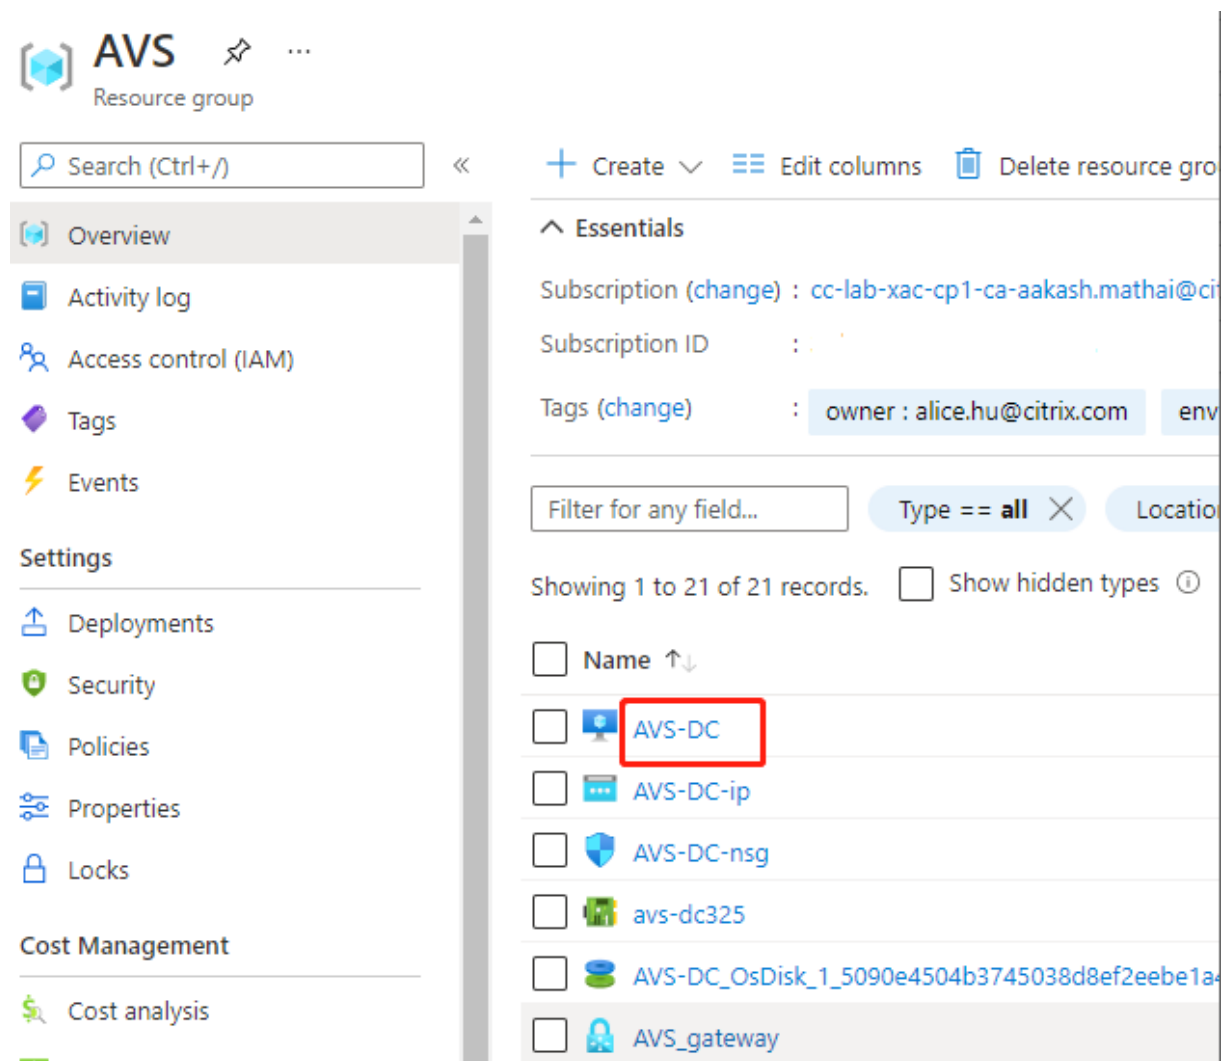 AVS
Resource group
Search (Ctrl+/)
Overview
Activity log
Access control (IAM)
Tags
Events
Settings
Deployments
Security
Policies
Properties
Locks
Cost Management
Cost analysis
Create
Edit columns
Delete resource gro
Essentials
Subscription (change) : cc-lab-xac-cp1-ca-aakash.mathai@cit
Subscription ID :
Tags (change) : owner : alice.hu@citrix.com env
Filter for any field... Type == all Location
Showing 1 to 21 of 21 records. Show hidden types
Name
AVS-DC
AVS-DC-ip
AVS-DC-nsg
avs-dc325
AVS-DC_OsDisk_1_5090e4504b3745038d8ef2eebe1a4
AVS_gateway